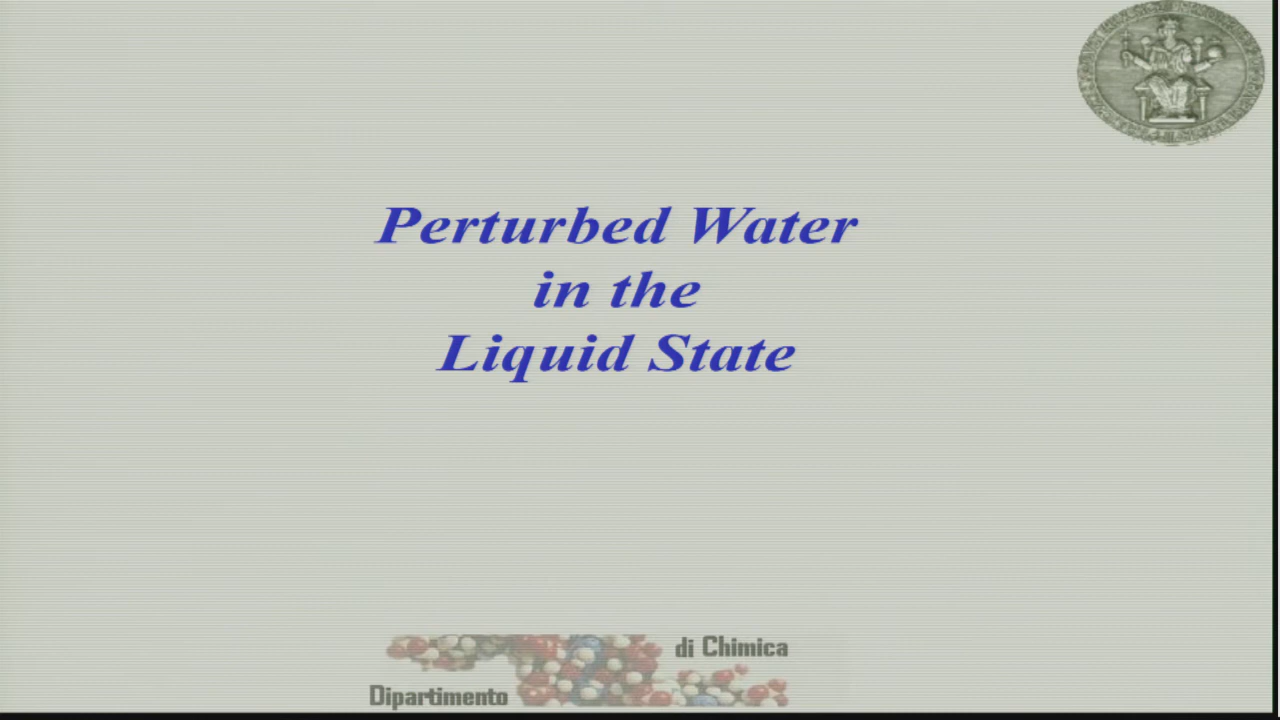 Perturbed Water
in the
Liquid State
di Chimica
Dipartimento